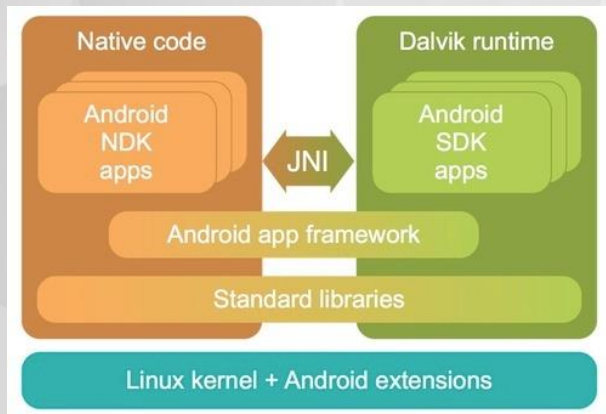 Native code
Dalvik runtime
Android
NDK
apps
JNI
Android
SDK
apps
Android app framework
Standard libraries
Linux kernel + Android extensions